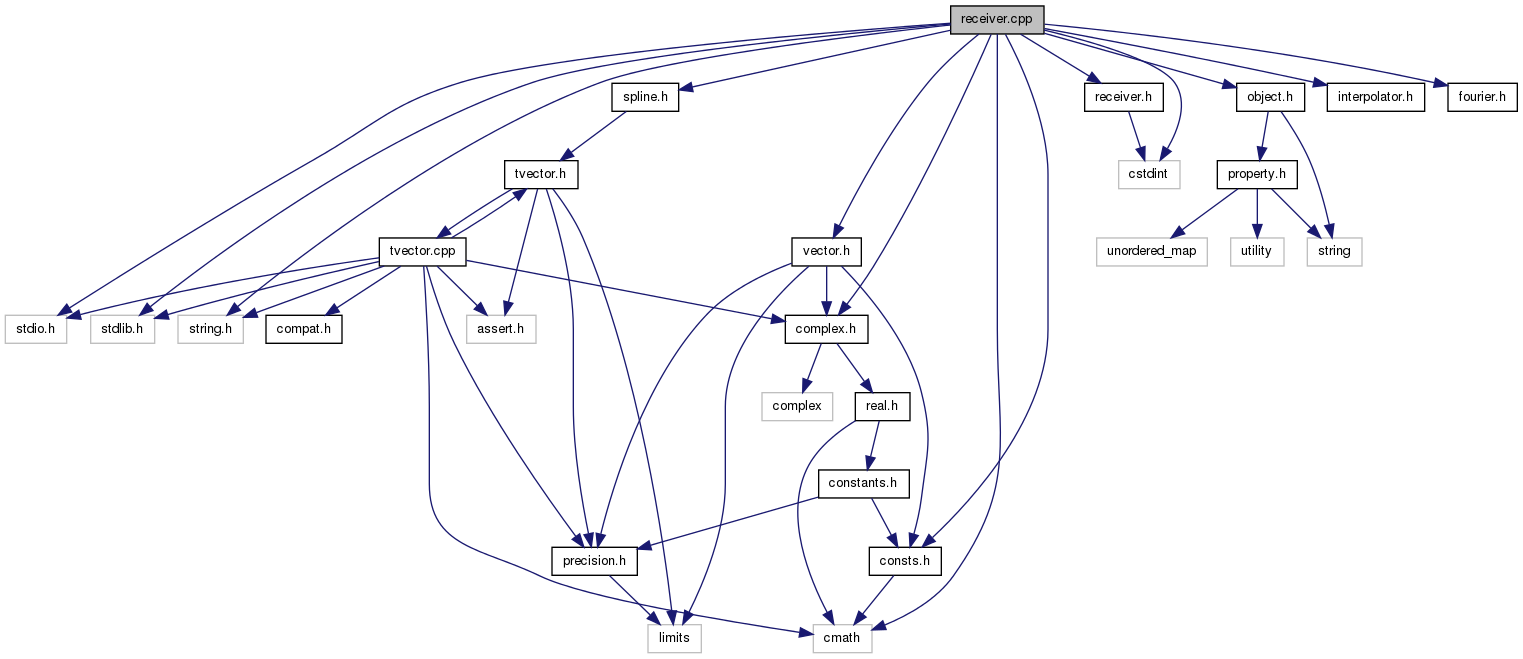 receiver.cpp
spline.h
receiver.h
object.h
interpolator.h
fourier.h
tvector.h
cstdint
property.h
tvector.cpp
vector.h
unordered_map
utility
string
stdio.h
stdlib.h
string.h
compat.h
assert.h
complex.h
complex
real.h
constants.h
precision.h
consts.h
limits
cmath